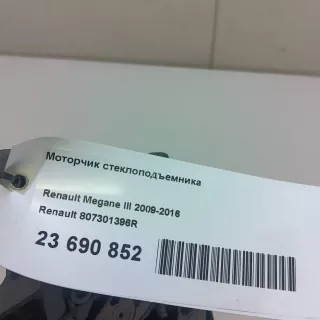 Моторчик стеклоподъемника
Renault Megane III 2009-2016
Renault 807301396R
23 690 852